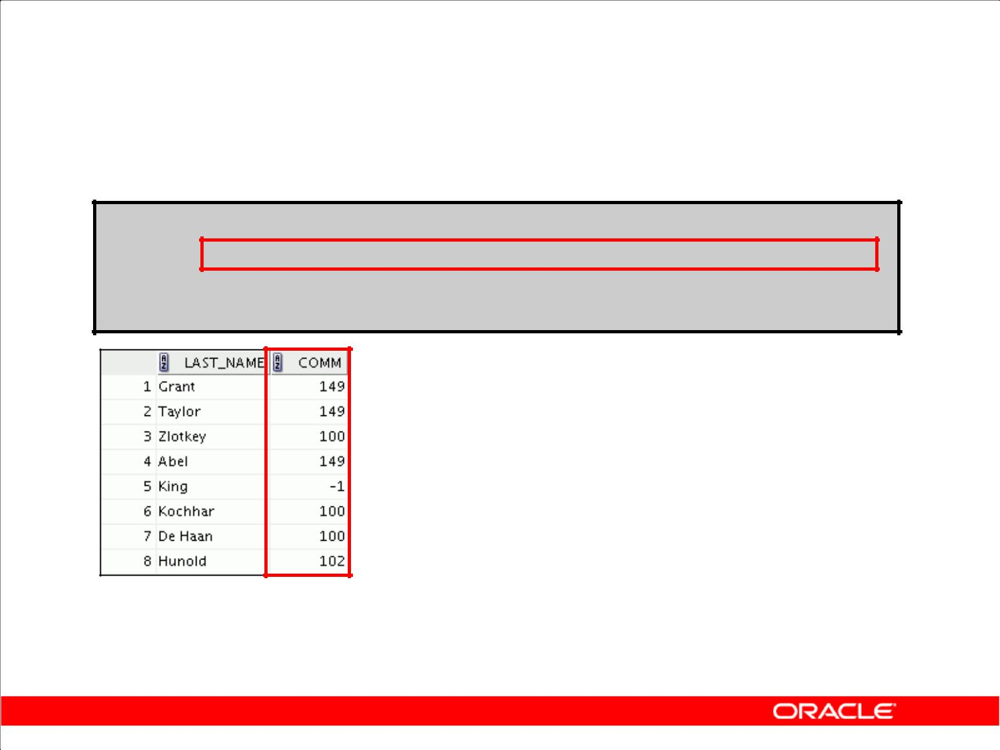 LAST_NAME COMM
1 Grant 149
2 Taylor 149
3 Zlotkey 100
4 Abel 149
5 King -1
6 Kochhar 100
7 De Haan 100
8 Hunold 102
ORACLE